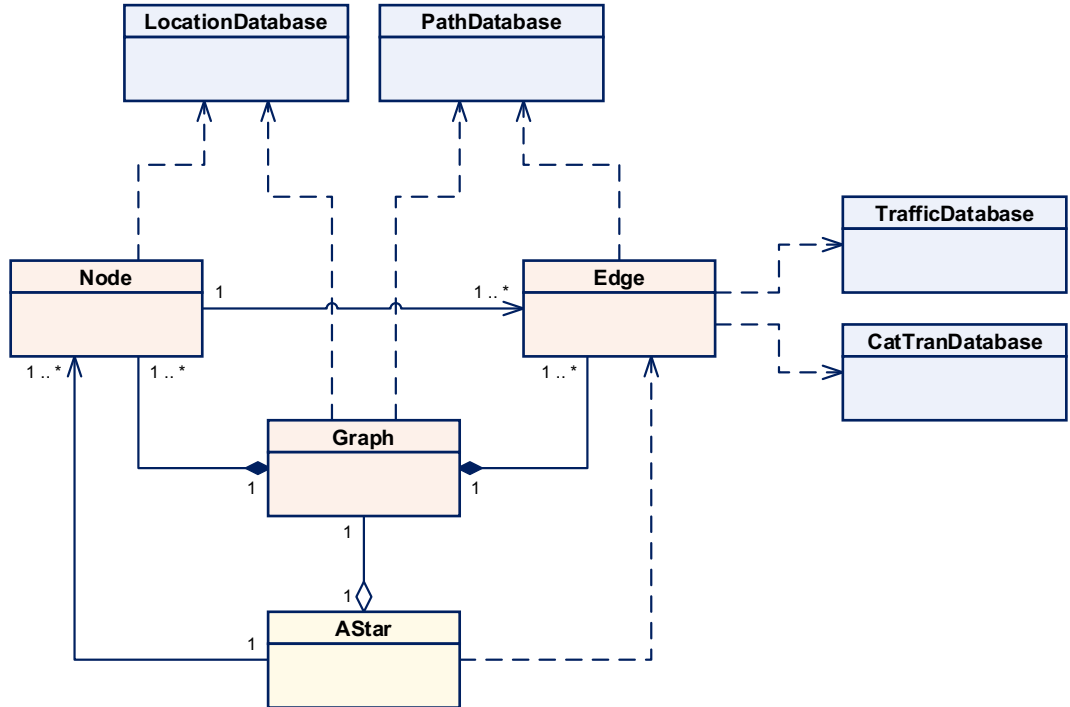 LocationDatabase
PathDatabase
TrafficDatabase
Node
1
1 .. *
Edge
CatTranDatabase
1 .. *
1 .. *
1 .. *
Graph
1
1
1
1
AStar
1